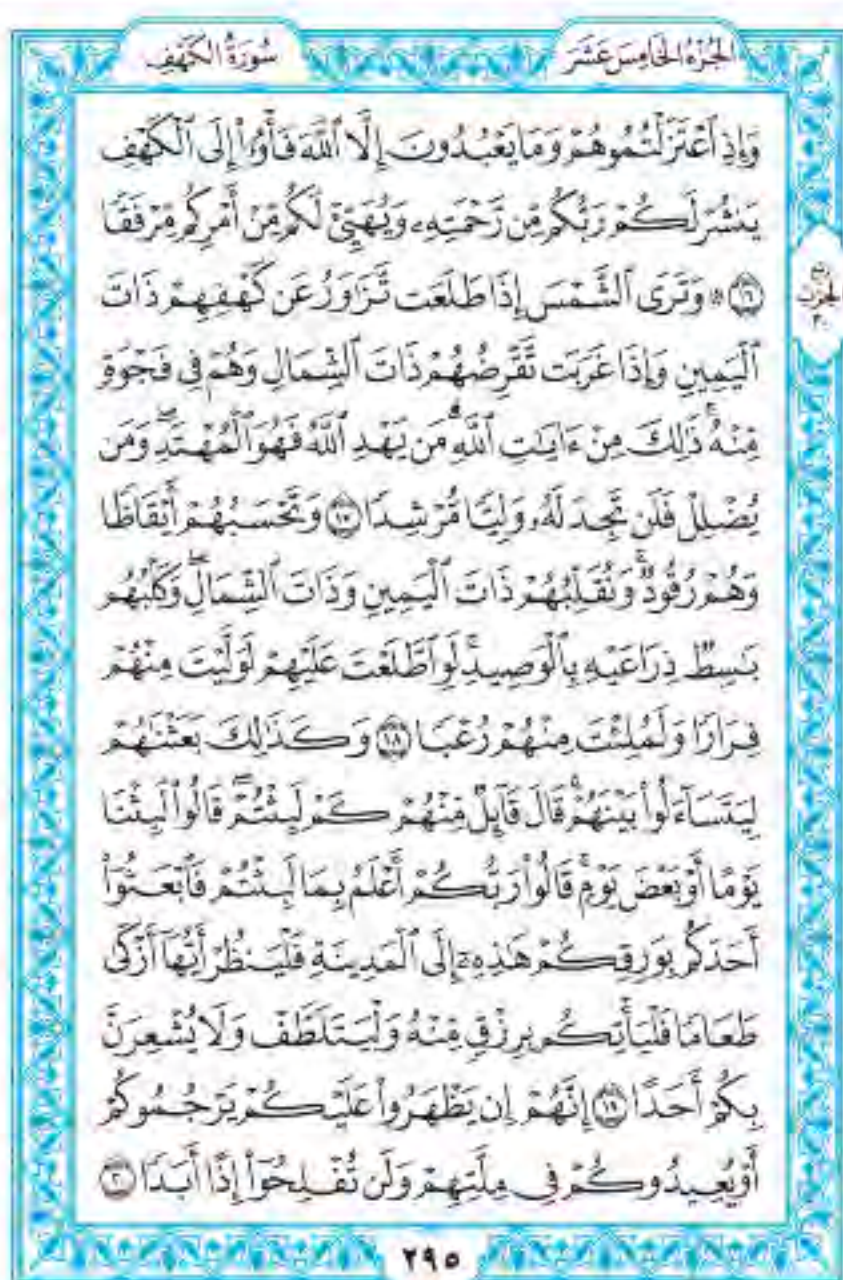 الجُزْءُ الخَامِسَ عَشَرَ
سُورَةُ الكَهْفِ
وَإِذِ ٱعْتَزَلْتُمُوهُمْ وَمَا يَعْبُدُونَ إِلَّا ٱللَّهَ فَأْوُۥٓا۟ إِلَى ٱلْكَهْفِ
يَنشُرْ لَكُمْ رَبُّكُم مِّن رَّحْمَتِهِۦ وَيُهَيِّئْ لَكُم مِّنْ أَمْرِكُم مِّرْفَقًا
ربع
الحزب
٣٠
۝١٦ ۞ وَتَرَى ٱلشَّمْسَ إِذَا طَلَعَت تَّزَٰوَرُ عَن كَهْفِهِمْ ذَاتَ
ٱلْيَمِينِ وَإِذَا غَرَبَت تَّقْرِضُهُمْ ذَاتَ ٱلشِّمَالِ وَهُمْ فِى فَجْوَةٍ
مِّنْهُ ۚ ذَٰلِكَ مِنْ ءَايَٰتِ ٱللَّهِ ۗ مَن يَهْدِ ٱللَّهُ فَهُوَ ٱلْمُهْتَدِ ۖ وَمَن
يُضْلِلْ فَلَن تَجِدَ لَهُۥ وَلِيًّا مُّرْشِدًا ۝١٧ وَتَحْسَبُهُمْ أَيْقَاظًا
وَهُمْ رُقُودٌ ۚ وَنُقَلِّبُهُمْ ذَاتَ ٱلْيَمِينِ وَذَاتَ ٱلشِّمَالِ ۖ وَكَلْبُهُم
بَٰسِطٌ ذِرَاعَيْهِ بِٱلْوَصِيدِ ۚ لَوِ ٱطَّلَعْتَ عَلَيْهِمْ لَوَلَّيْتَ مِنْهُمْ
فِرَارًا وَلَمُلِئْتَ مِنْهُمْ رُعْبًا ۝١٨ وَكَذَٰلِكَ بَعَثْنَٰهُمْ
لِيَتَسَآءَلُوا۟ بَيْنَهُمْ ۚ قَالَ قَآئِلٌ مِّنْهُمْ كَمْ لَبِثْتُمْ ۖ قَالُوا۟ لَبِثْنَا
يَوْمًا أَوْ بَعْضَ يَوْمٍ ۚ قَالُوا۟ رَبُّكُمْ أَعْلَمُ بِمَا لَبِثْتُمْ فَٱبْعَثُوٓا۟
أَحَدَكُم بِوَرِقِكُمْ هَٰذِهِۦٓ إِلَى ٱلْمَدِينَةِ فَلْيَنظُرْ أَيُّهَآ أَزْكَىٰ
طَعَامًا فَلْيَأْتِكُم بِرِزْقٍ مِّنْهُ وَلْيَتَلَطَّفْ وَلَا يُشْعِرَنَّ
بِكُمْ أَحَدًا ۝١٩ إِنَّهُمْ إِن يَظْهَرُوا۟ عَلَيْكُمْ يَرْجُمُوكُمْ
أَوْ يُعِيدُوكُمْ فِى مِلَّتِهِمْ وَلَن تُفْلِحُوٓا۟ إِذًا أَبَدًا ۝٢٠
٢٩٥